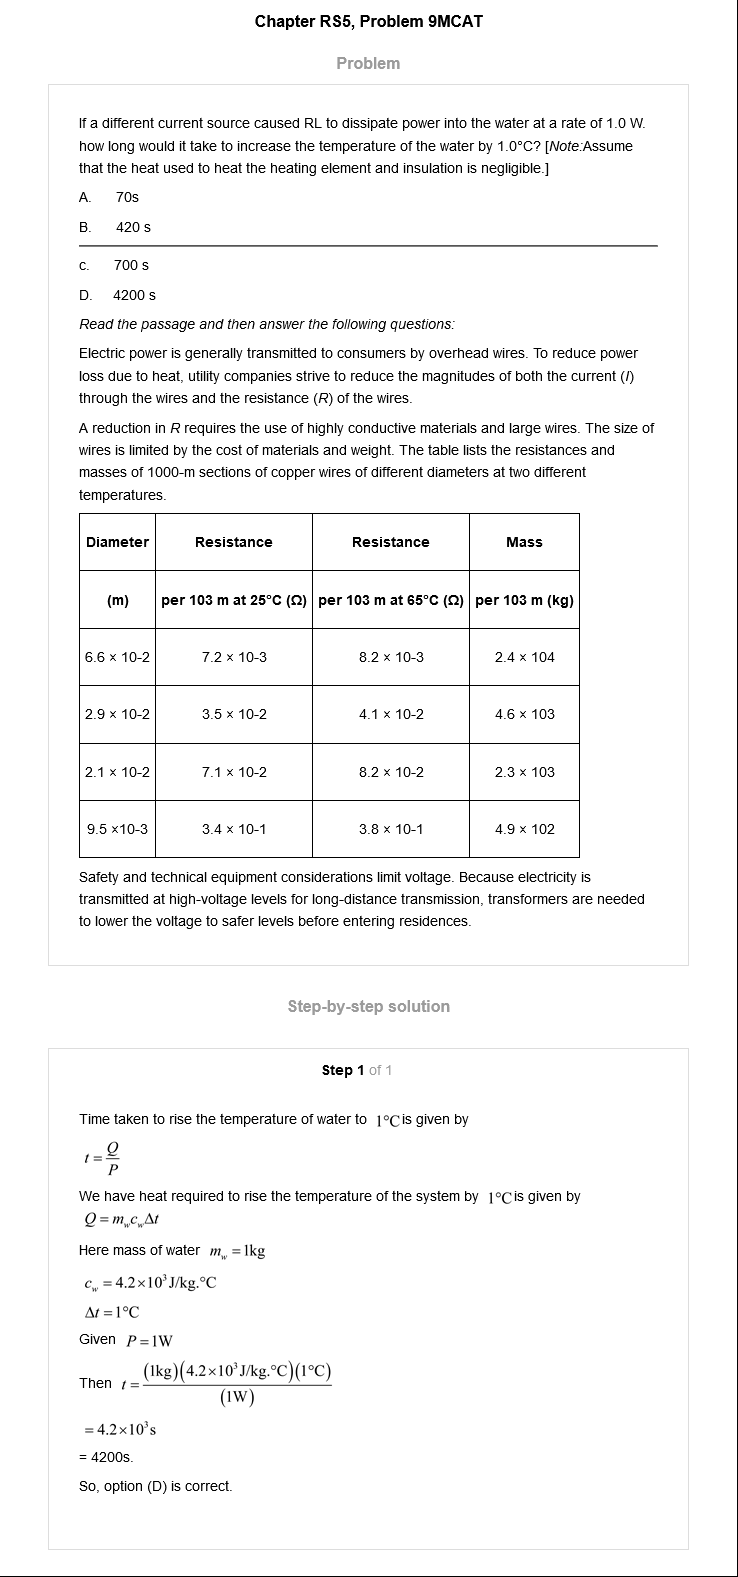 Chapter RS5, Problem 9MCAT
Problem
If a different current source caused RL to dissipate power into the water at a rate of 1.0 W.
how long would it take to increase the temperature of the water by 1.0°C? [Note:Assume
that the heat used to heat the heating element and insulation is negligible.]
A. 70s
B. 420 s
C. 700 s
D. 4200 s
Read the passage and then answer the following questions:
Electric power is generally transmitted to consumers by overhead wires. To reduce power
loss due to heat, utility companies strive to reduce the magnitudes of both the current (I)
through the wires and the resistance (R) of the wires.
A reduction in R requires the use of highly conductive materials and large wires. The size of
wires is limited by the cost of materials and weight. The table lists the resistances and
masses of 1000-m sections of copper wires of different diameters at two different
temperatures.
Diameter Resistance Resistance Mass
(m) per 103 m at 25°C (Ω) per 103 m at 65°C (Ω) per 103 m (kg)
6.6 × 10-2 7.2 × 10-3 8.2 × 10-3 2.4 × 104
2.9 × 10-2 3.5 × 10-2 4.1 × 10-2 4.6 × 103
2.1 × 10-2 7.1 × 10-2 8.2 × 10-2 2.3 × 103
9.5 ×10-3 3.4 × 10-1 3.8 × 10-1 4.9 × 102
Safety and technical equipment considerations limit voltage. Because electricity is
transmitted at high-voltage levels for long-distance transmission, transformers are needed
to lower the voltage to safer levels before entering residences.
Step-by-step solution
Step 1 of 1
Time taken to rise the temperature of water to 1°C is given by
t = Q/P
We have heat required to rise the temperature of the system by 1°C is given by
Q = m_w c_w Δt
Here mass of water m_w = 1kg
c_w = 4.2×10³ J/kg.°C
Δt = 1°C
Given P = 1W
Then t = (1kg)(4.2×10³ J/kg.°C)(1°C)/(1W)
= 4.2×10³ s
= 4200s.
So, option (D) is correct.